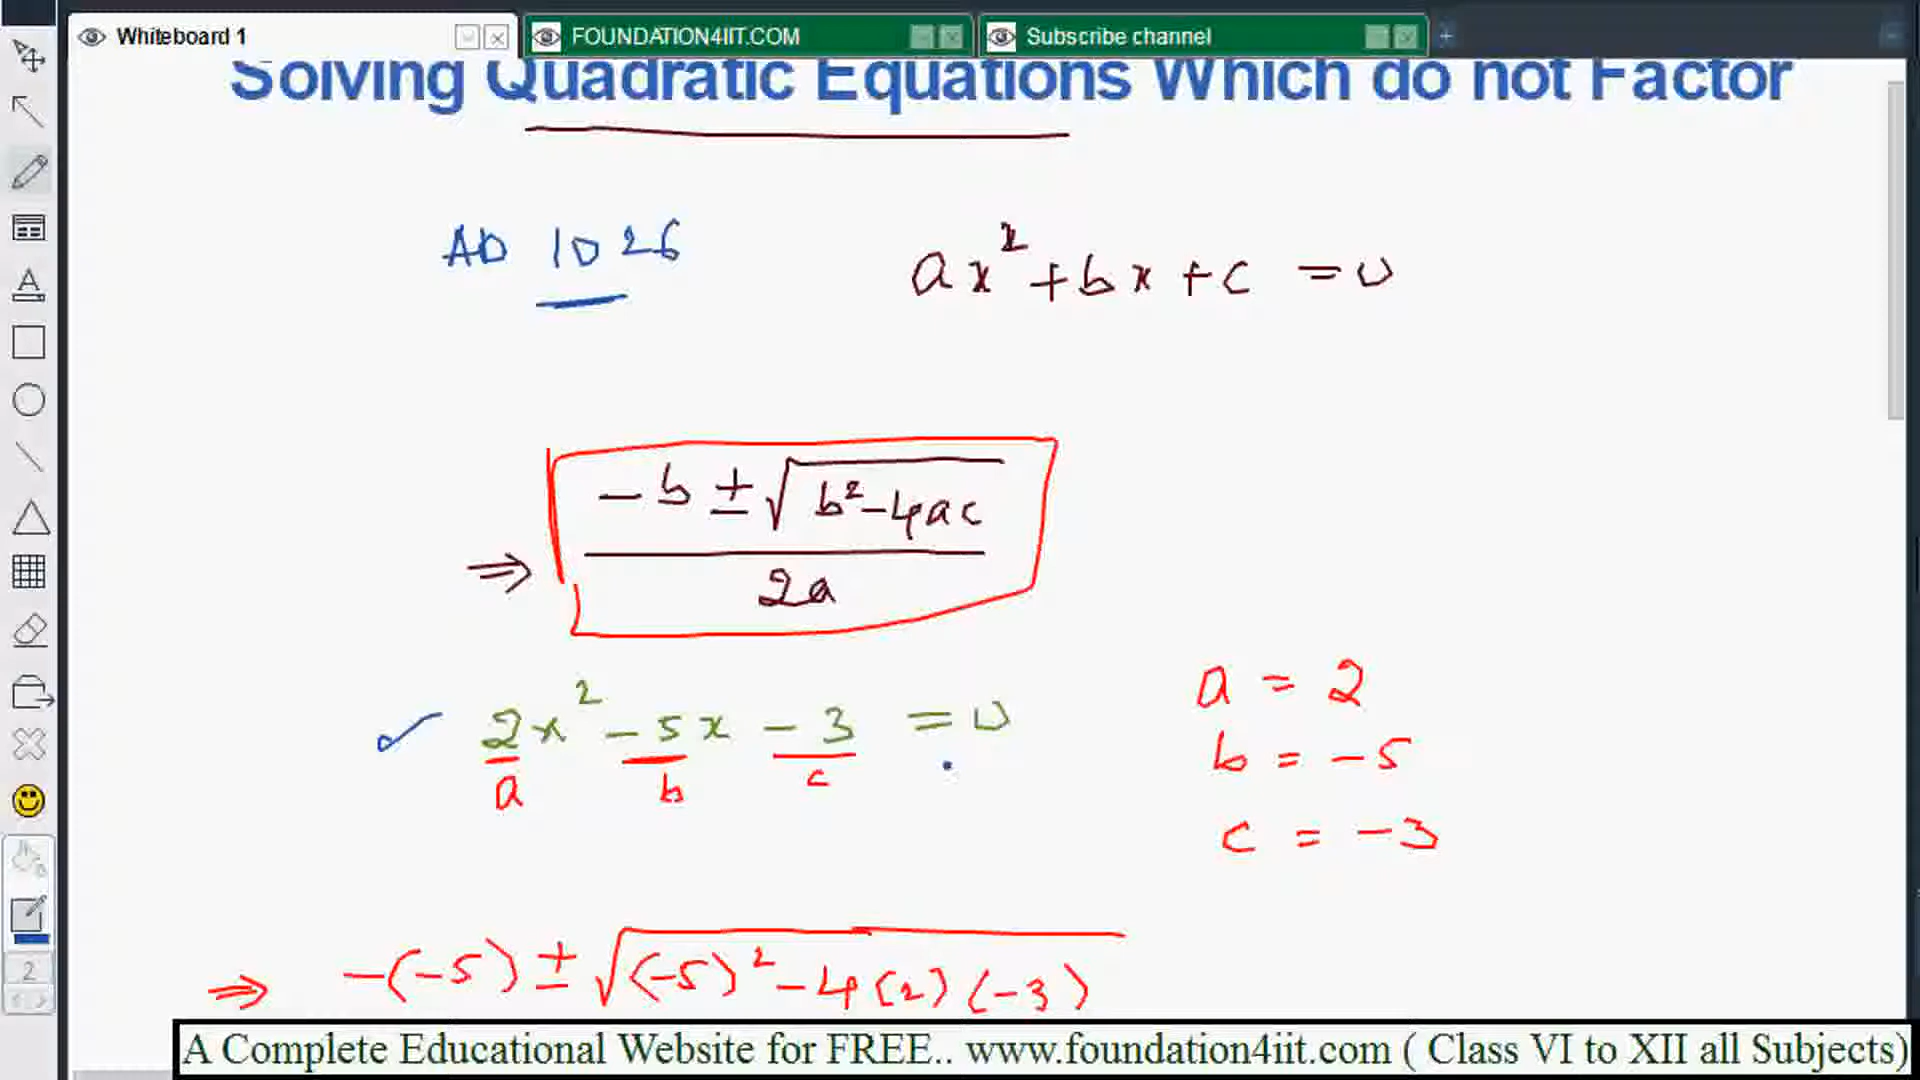 Whiteboard 1
FOUNDATION4IIT.COM
Subscribe channel
Solving Quadratic Equations Which do not Factor
AD 1026
ax² + bx + c = 0
⇒ (-b ± √(b² - 4ac)) / 2a
2x² - 5x - 3 = 0
a b c
a = 2
b = -5
c = -3
⇒ -(-5) ± √((-5)² - 4(2)(-3))
2
A Complete Educational Website for FREE.. www.foundation4iit.com ( Class VI to XII all Subjects)